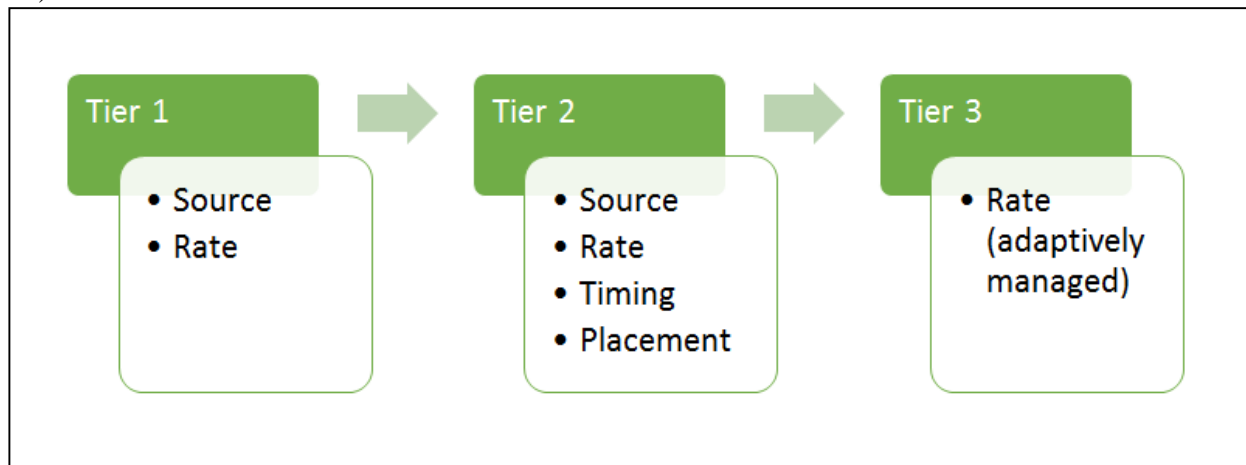 Tier 1
• Source
• Rate
Tier 2
• Source
• Rate
• Timing
• Placement
Tier 3
• Rate
(adaptively
managed)